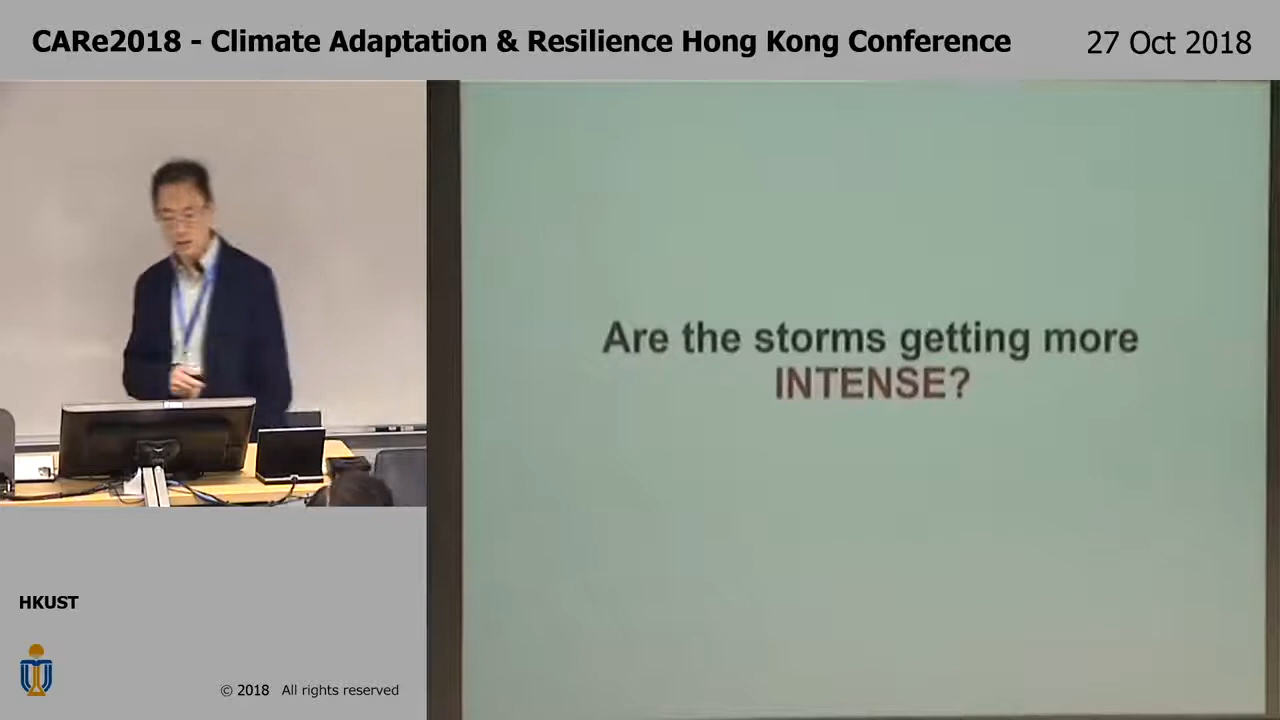 CARe2018 - Climate Adaptation & Resilience Hong Kong Conference
27 Oct 2018
Are the storms getting more
INTENSE?
HKUST
© 2018 All rights reserved